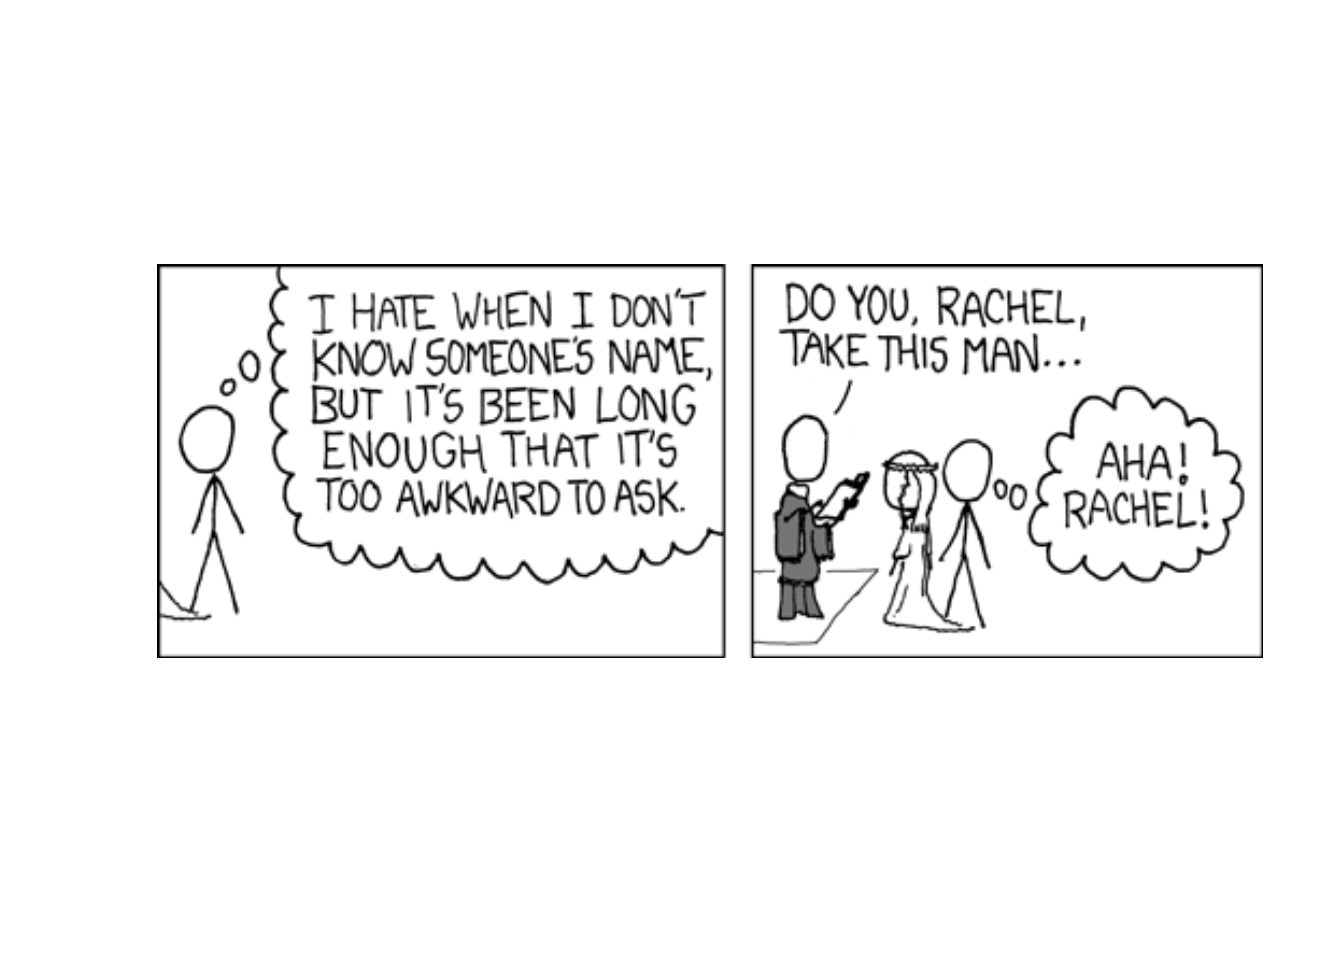 I HATE WHEN I DON'T
KNOW SOMEONE'S NAME,
BUT IT'S BEEN LONG
ENOUGH THAT IT'S
TOO AWKWARD TO ASK.
DO YOU, RACHEL,
TAKE THIS MAN...
AHA!
RACHEL!